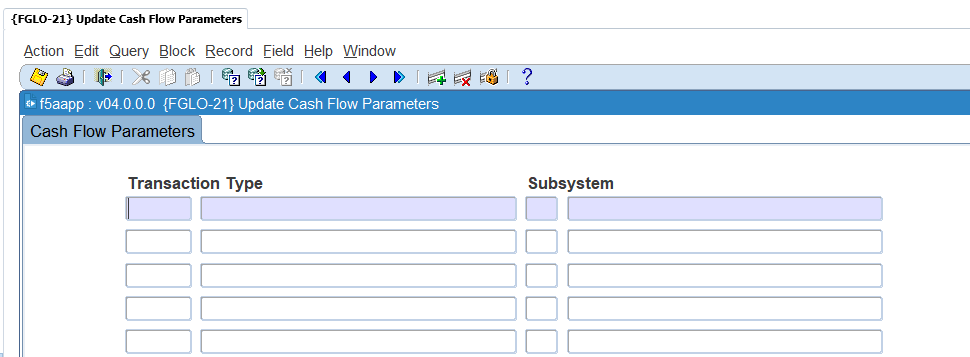 {FGLO-21} Update Cash Flow Parameters
Action Edit Query Block Record Field Help Window
f5aapp : v04.0.0.0 {FGLO-21} Update Cash Flow Parameters
Cash Flow Parameters
Transaction Type Subsystem